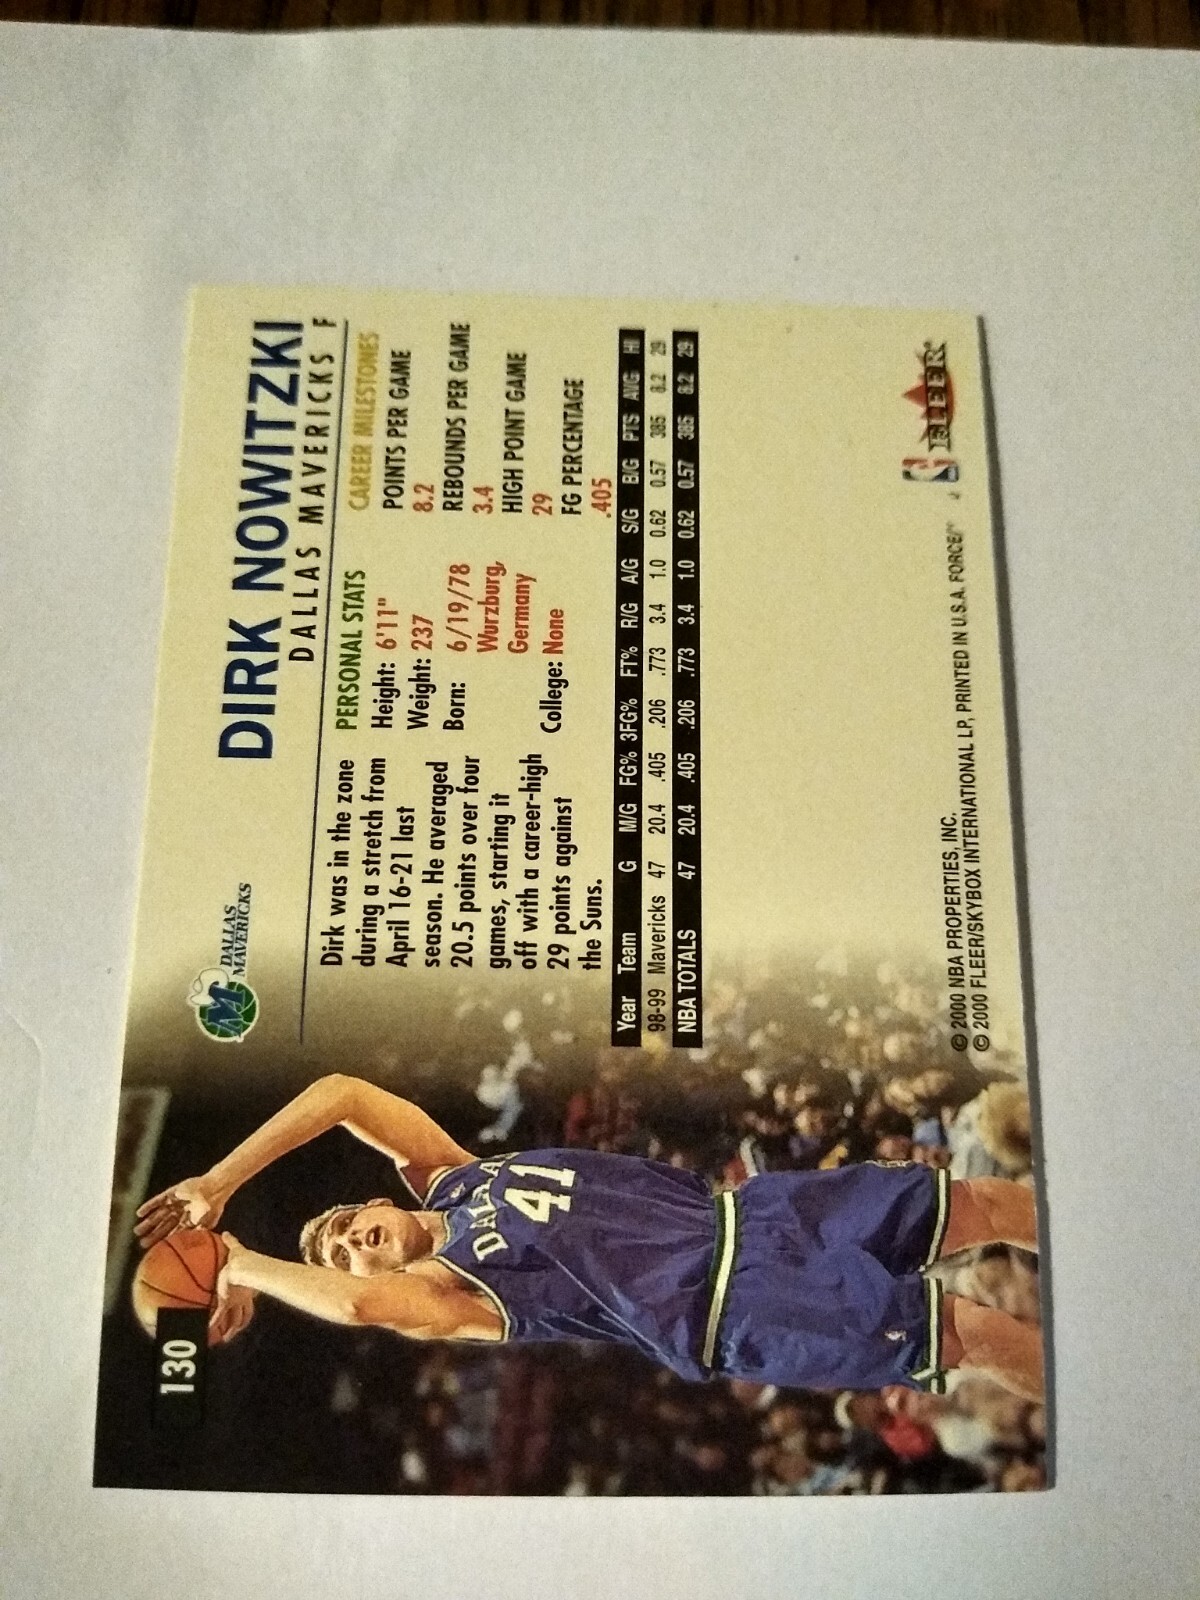 130
DALLAS
MAVERICKS
DIRK NOWITZKI
DALLAS MAVERICKS F
Dirk was in the zone
during a stretch from
April 16-21 last
season. He averaged
20.5 points over four
games, starting it
off with a career-high
29 points against
the Suns.
PERSONAL STATS
Height: 6'11"
Weight: 237
Born: 6/19/78
Wurzburg,
Germany
College: None
CAREER MILESTONES
POINTS PER GAME
8.2
REBOUNDS PER GAME
3.4
HIGH POINT GAME
29
FG PERCENTAGE
.405
Year Team G M/G FG% 3FG% FT% R/G A/G S/G B/G PTS AVG HI
98-99 Mavericks 47 20.4 .405 .206 .773 3.4 1.0 0.62 0.57 385 8.2 29
NBA TOTALS 47 20.4 .405 .206 .773 3.4 1.0 0.62 0.57 385 8.2 29
DALLAS
41
© 2000 NBA PROPERTIES, INC.
© 2000 FLEER/SKYBOX INTERNATIONAL LP, PRINTED IN U.S.A. FORCE/™
FLEER®